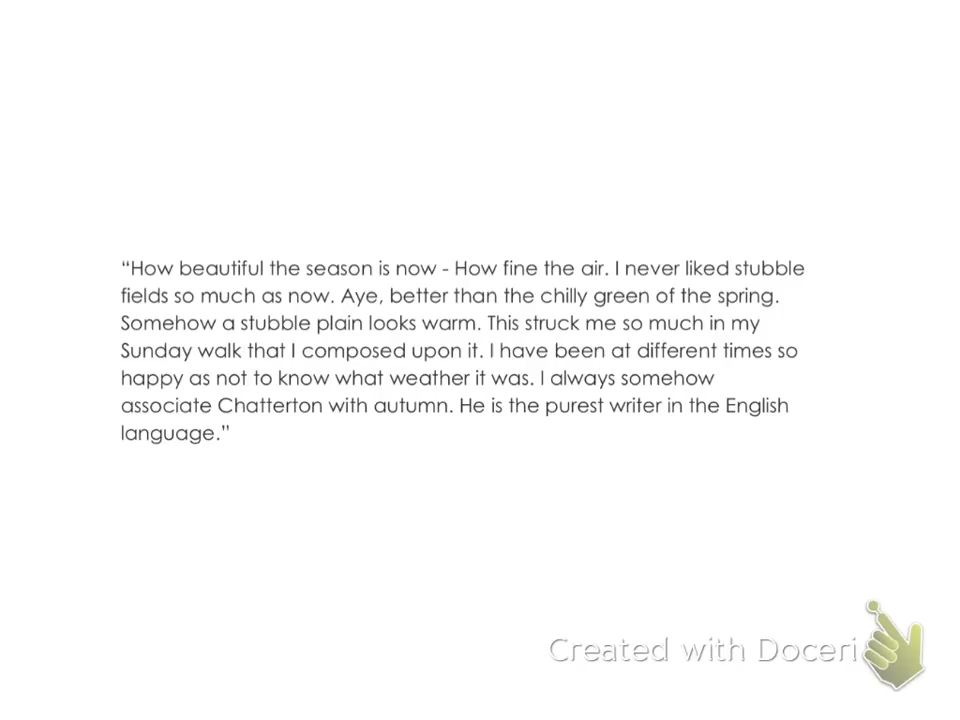 “How beautiful the season is now - How fine the air. I never liked stubble
fields so much as now. Aye, better than the chilly green of the spring.
Somehow a stubble plain looks warm. This struck me so much in my
Sunday walk that I composed upon it. I have been at different times so
happy as not to know what weather it was. I always somehow
associate Chatterton with autumn. He is the purest writer in the English
language.”
Created with Doceri